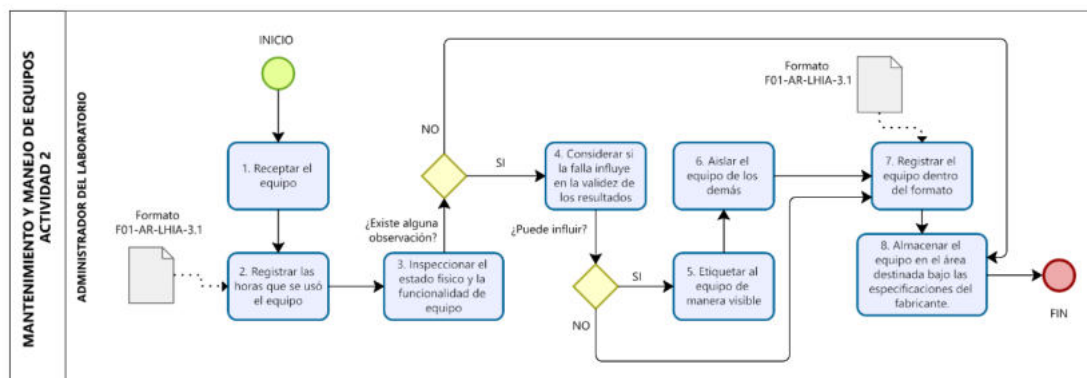 MANTENIMIENTO Y MANEJO DE EQUIPOS
ACTIVIDAD 2
ADMINISTRADOR DEL LABORATORIO
INICIO
1. Receptar el
equipo
Formato
F01-AR-LHIA-3.1
2. Registrar las
horas que se usó
el equipo
3. Inspeccionar el
estado físico y la
funcionalidad de
equipo
¿Existe alguna
observación?
NO
SI
4. Considerar si
la falla influye
en la validez de
los resultados
¿Puede influir?
SI
NO
5. Etiquetar al
equipo de
manera visible
6. Aislar el
equipo de los
demás
Formato
F01-AR-LHIA-3.1
7. Registrar el
equipo dentro
del formato
8. Almacenar el
equipo en el área
destinada bajo las
especificaciones del
fabricante.
FIN